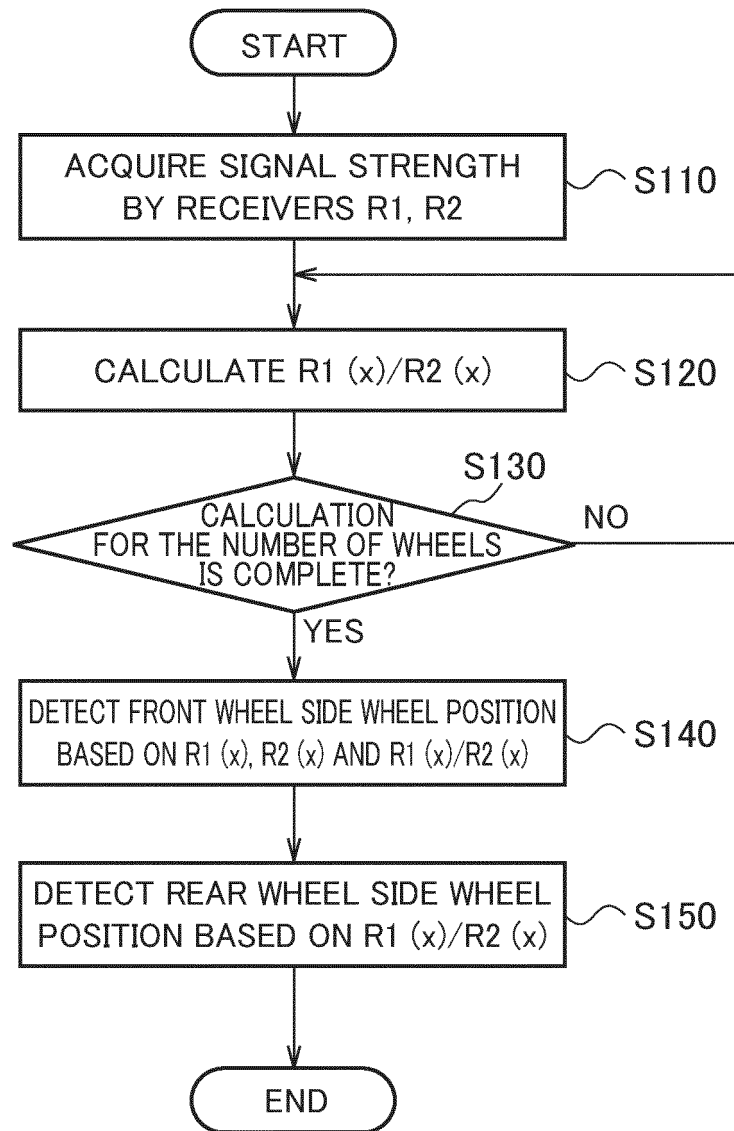 START
ACQUIRE SIGNAL STRENGTH
BY RECEIVERS R1, R2
S110
CALCULATE R1 (x)/R2 (x)
S120
S130
CALCULATION
FOR THE NUMBER OF WHEELS
IS COMPLETE?
NO
YES
DETECT FRONT WHEEL SIDE WHEEL POSITION
BASED ON R1 (x), R2 (x) AND R1 (x)/R2 (x)
S140
DETECT REAR WHEEL SIDE WHEEL
POSITION BASED ON R1 (x)/R2 (x)
S150
END